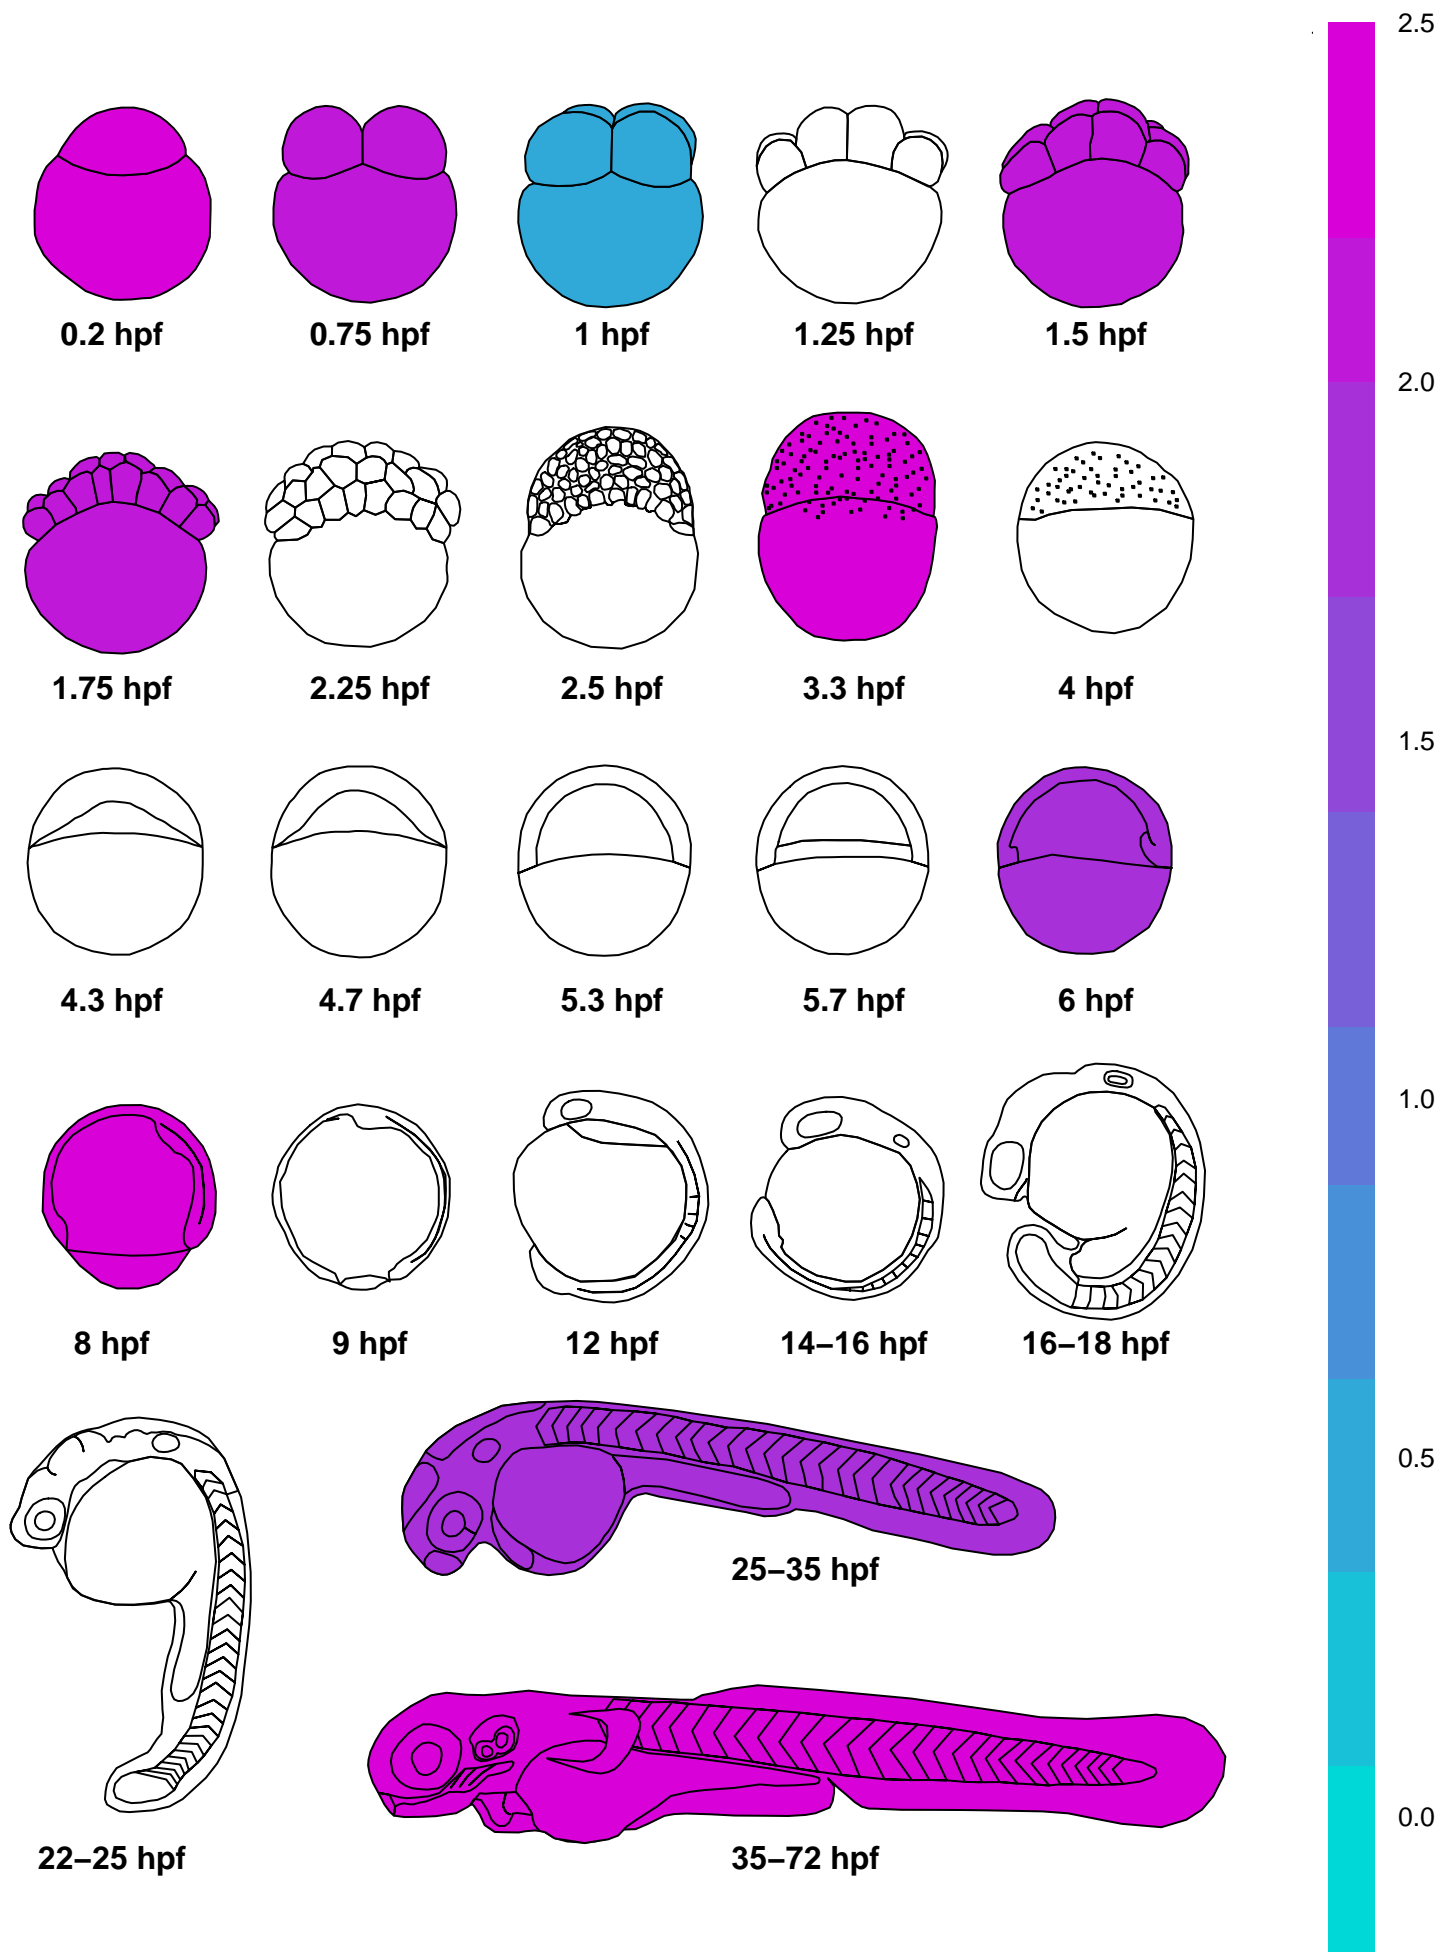 2.5
0.2 hpf
0.75 hpf
1 hpf
1.25 hpf
1.5 hpf
2.0
1.75 hpf
2.25 hpf
2.5 hpf
3.3 hpf
4 hpf
1.5
4.3 hpf
4.7 hpf
5.3 hpf
5.7 hpf
6 hpf
1.0
8 hpf
9 hpf
12 hpf
14–16 hpf
16–18 hpf
0.5
25–35 hpf
0.0
22–25 hpf
35–72 hpf